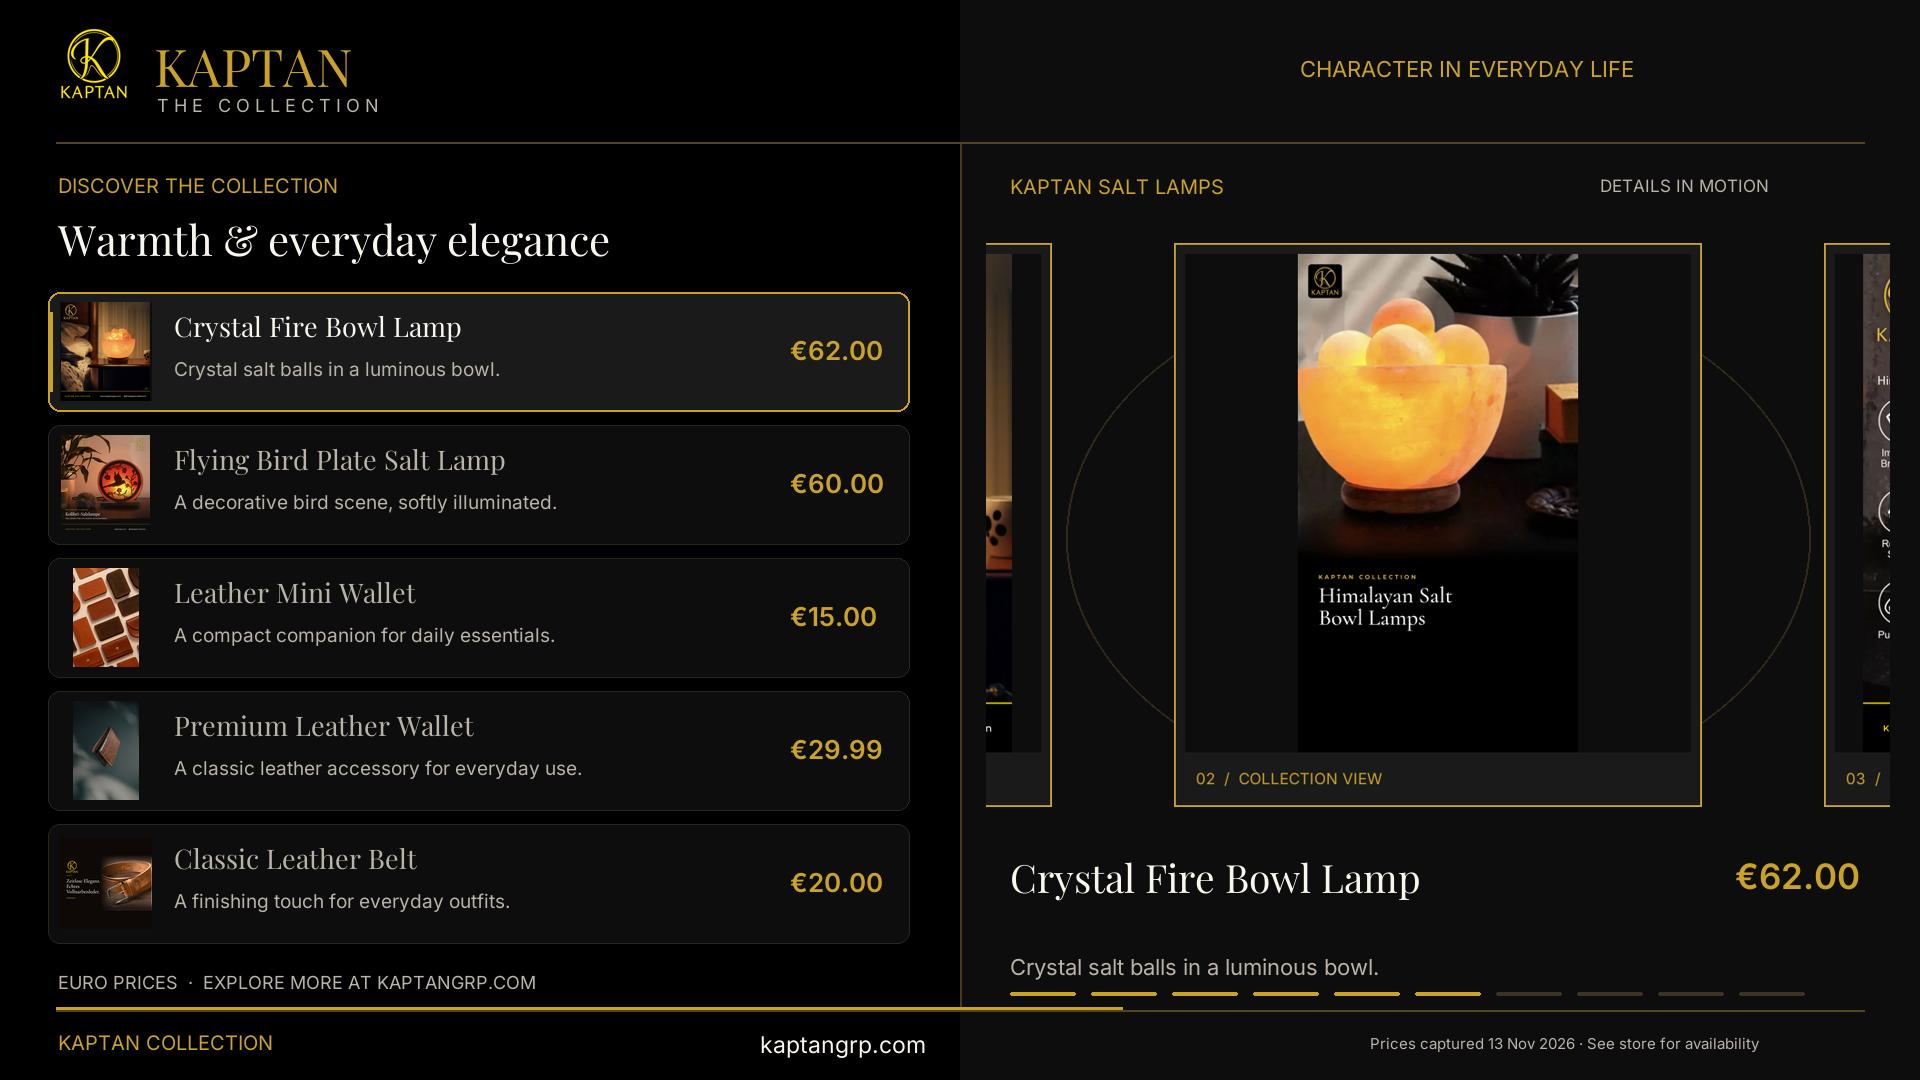 KAPTAN
KAPTAN
THE COLLECTION
CHARACTER IN EVERYDAY LIFE
DISCOVER THE COLLECTION
Warmth & everyday elegance
Crystal Fire Bowl Lamp
Crystal salt balls in a luminous bowl.
€62.00
Flying Bird Plate Salt Lamp
A decorative bird scene, softly illuminated.
€60.00
Leather Mini Wallet
A compact companion for daily essentials.
€15.00
Premium Leather Wallet
A classic leather accessory for everyday use.
€29.99
Zeitlose Eleganz
Echtes
Vollnarbenleder
Classic Leather Belt
A finishing touch for everyday outfits.
€20.00
EURO PRICES · EXPLORE MORE AT KAPTANGRP.COM
KAPTAN SALT LAMPS
DETAILS IN MOTION
KAPTAN
KAPTAN COLLECTION
Himalayan Salt
Bowl Lamps
02 / COLLECTION VIEW
03 /
Crystal Fire Bowl Lamp
€62.00
Crystal salt balls in a luminous bowl.
KAPTAN COLLECTION
kaptangrp.com
Prices captured 13 Nov 2026 · See store for availability